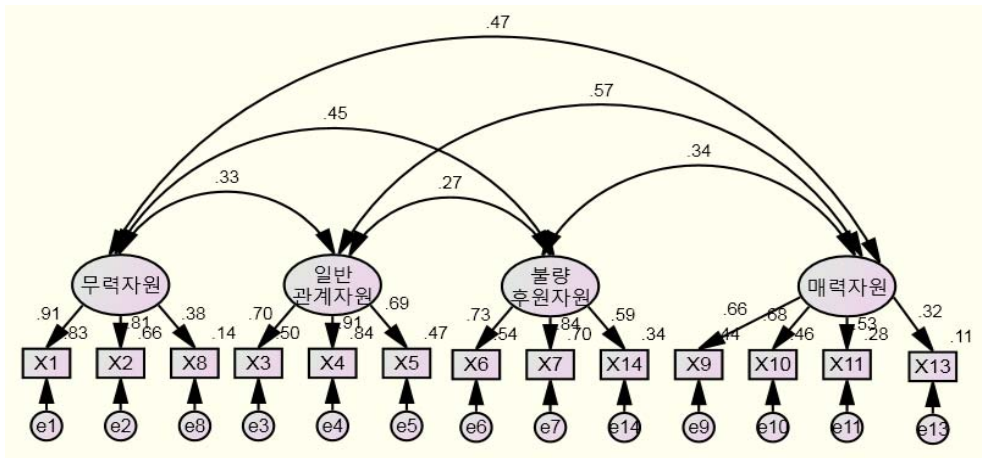 .47
.57
.45
.34
.33
.27
무력자원
일반
관계자원
불량
후원자원
매력자원
.91 .81 .38 .70 .91 .69 .73 .84 .59 .66 .68 .53 .32
.83 .66 .14 .50 .84 .47 .54 .70 .34 .44 .46 .28 .11
X1 X2 X8 X3 X4 X5 X6 X7 X14 X9 X10 X11 X13
e1 e2 e8 e3 e4 e5 e6 e7 e14 e9 e10 e11 e13